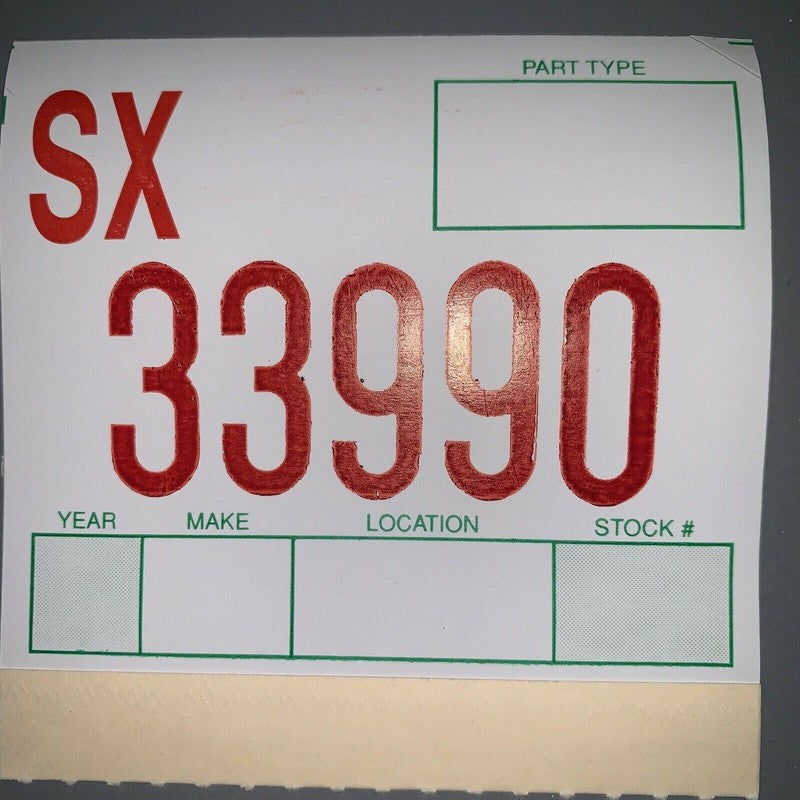 PART TYPE
SX
33990
YEAR MAKE LOCATION STOCK #